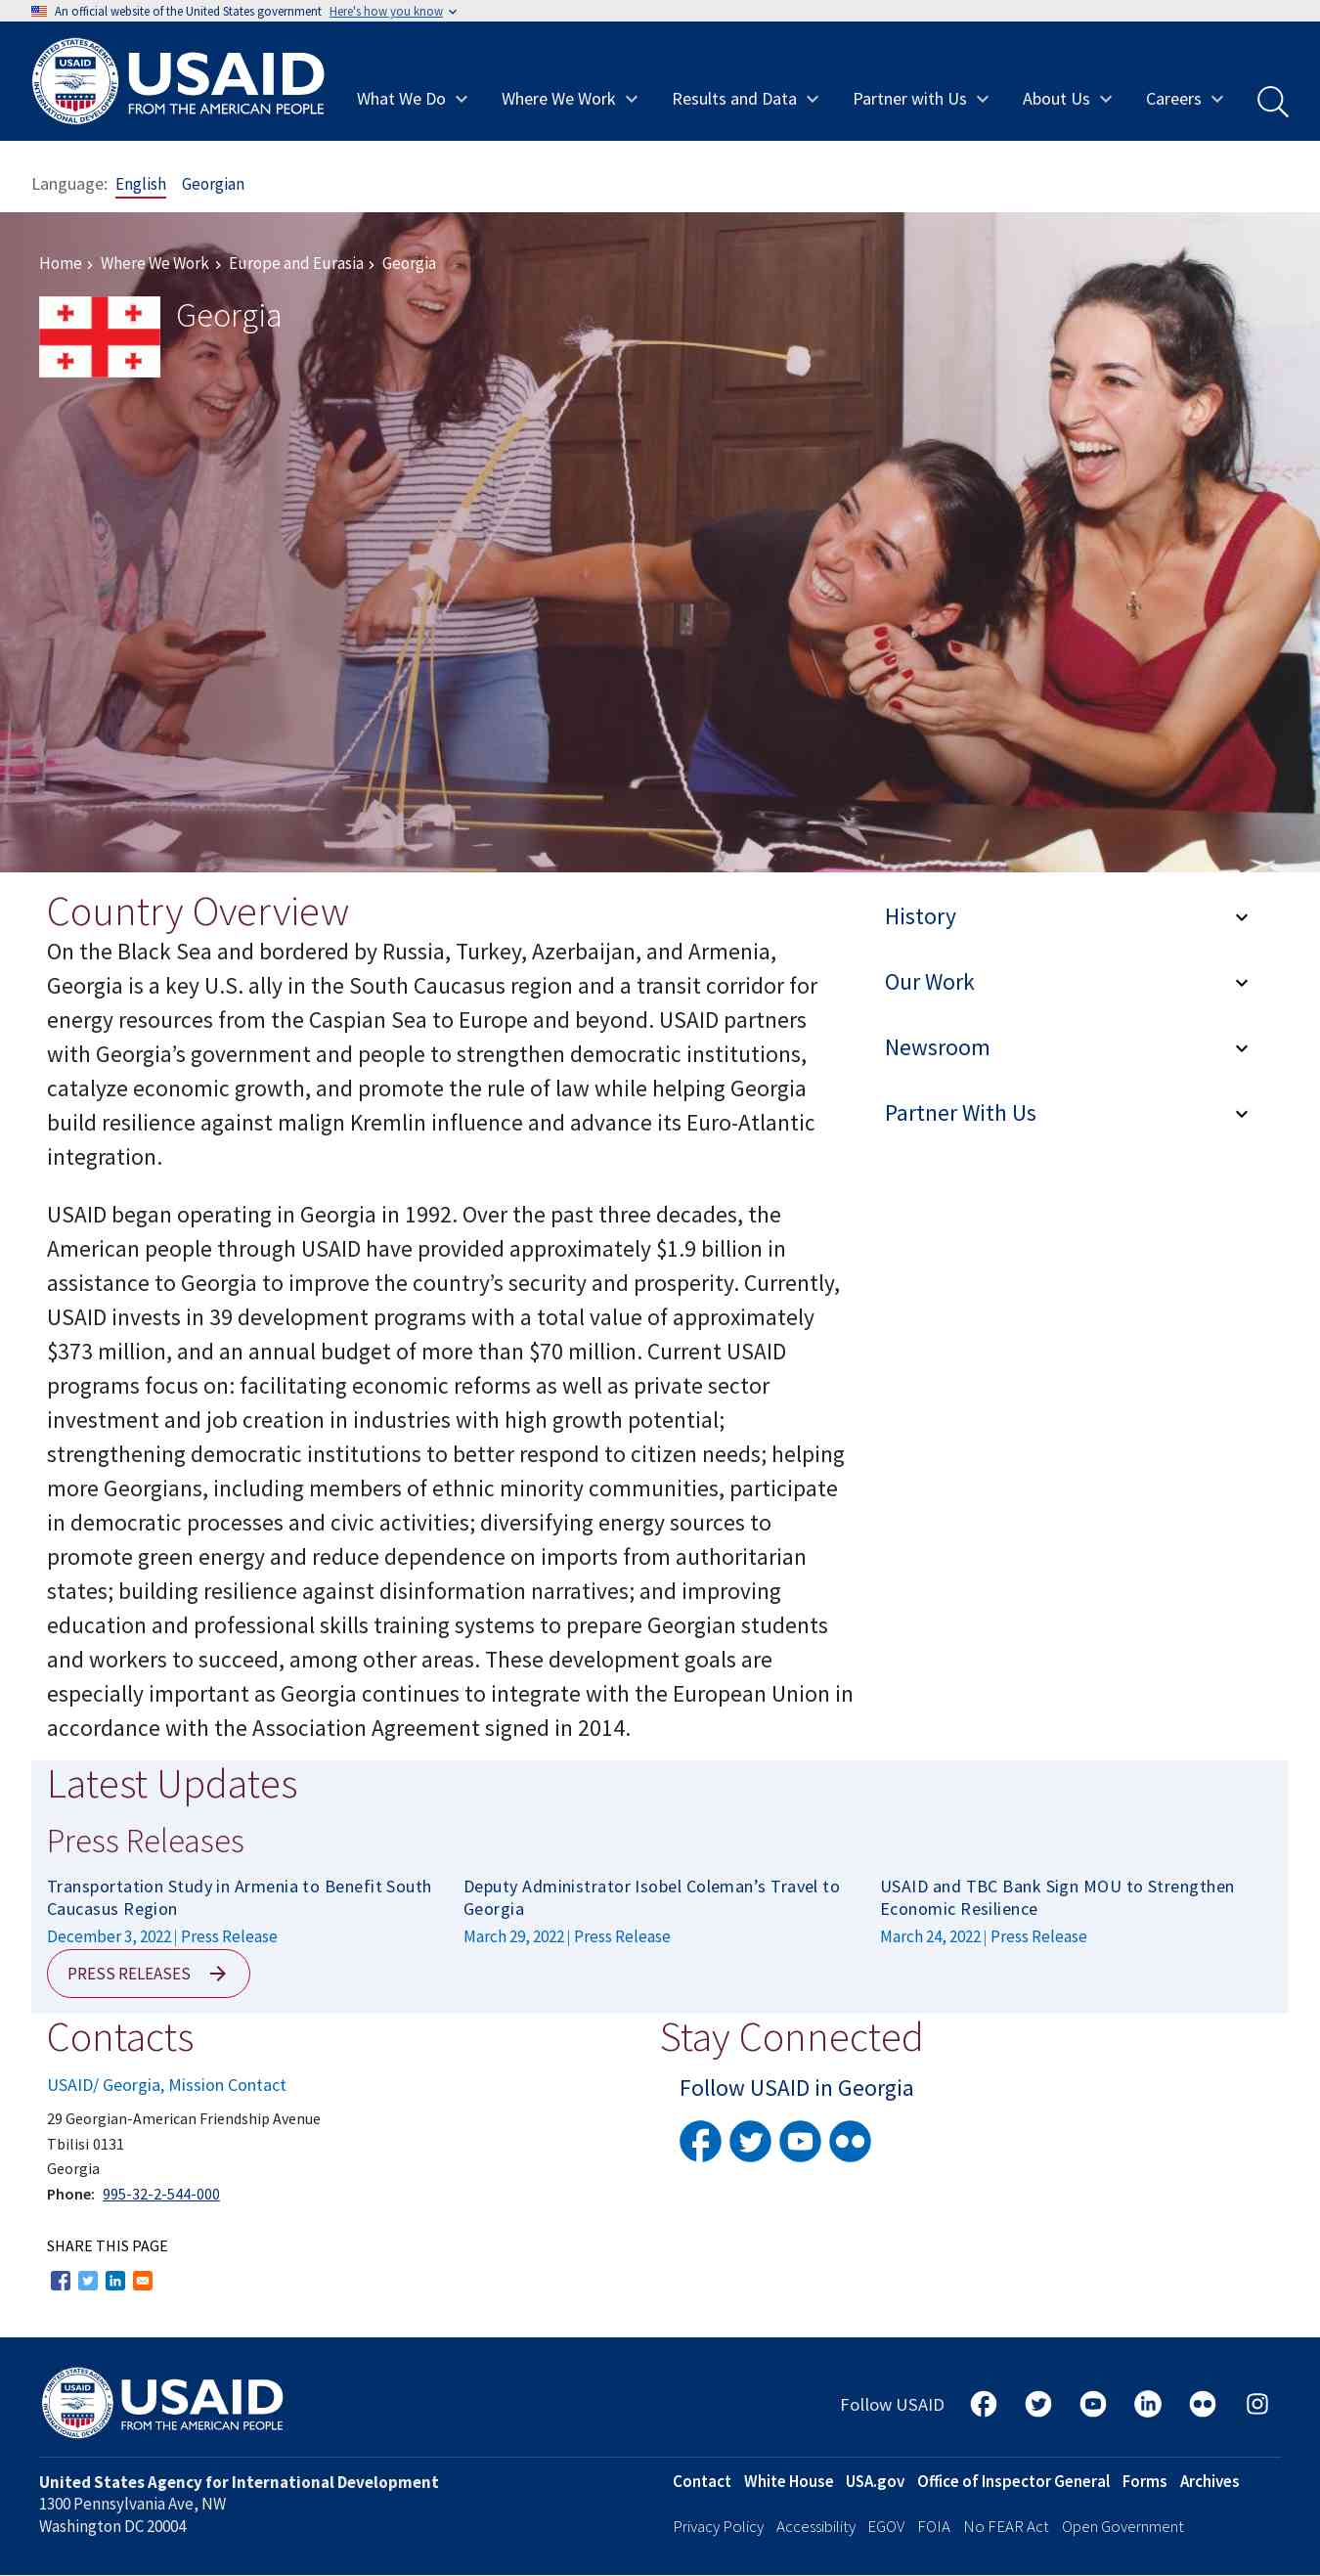 An official website of the United States government Here's how you know
USAID
FROM THE AMERICAN PEOPLE
What We Do Where We Work Results and Data Partner with Us About Us Careers
Language: English Georgian
Home › Where We Work › Europe and Eurasia › Georgia
Georgia
Country Overview
On the Black Sea and bordered by Russia, Turkey, Azerbaijan, and Armenia,
Georgia is a key U.S. ally in the South Caucasus region and a transit corridor for
energy resources from the Caspian Sea to Europe and beyond. USAID partners
with Georgia’s government and people to strengthen democratic institutions,
catalyze economic growth, and promote the rule of law while helping Georgia
build resilience against malign Kremlin influence and advance its Euro-Atlantic
integration.
USAID began operating in Georgia in 1992. Over the past three decades, the
American people through USAID have provided approximately $1.9 billion in
assistance to Georgia to improve the country’s security and prosperity. Currently,
USAID invests in 39 development programs with a total value of approximately
$373 million, and an annual budget of more than $70 million. Current USAID
programs focus on: facilitating economic reforms as well as private sector
investment and job creation in industries with high growth potential;
strengthening democratic institutions to better respond to citizen needs; helping
more Georgians, including members of ethnic minority communities, participate
in democratic processes and civic activities; diversifying energy sources to
promote green energy and reduce dependence on imports from authoritarian
states; building resilience against disinformation narratives; and improving
education and professional skills training systems to prepare Georgian students
and workers to succeed, among other areas. These development goals are
especially important as Georgia continues to integrate with the European Union in
accordance with the Association Agreement signed in 2014.
History
Our Work
Newsroom
Partner With Us
Latest Updates
Press Releases
Transportation Study in Armenia to Benefit South
Caucasus Region
December 3, 2022 | Press Release
Deputy Administrator Isobel Coleman’s Travel to
Georgia
March 29, 2022 | Press Release
USAID and TBC Bank Sign MOU to Strengthen
Economic Resilience
March 24, 2022 | Press Release
PRESS RELEASES
Contacts
USAID/ Georgia, Mission Contact
29 Georgian-American Friendship Avenue
Tbilisi 0131
Georgia
Phone: 995-32-2-544-000
Stay Connected
Follow USAID in Georgia
SHARE THIS PAGE
USAID
FROM THE AMERICAN PEOPLE
Follow USAID
United States Agency for International Development
1300 Pennsylvania Ave, NW
Washington DC 20004
Contact White House USA.gov Office of Inspector General Forms Archives
Privacy Policy Accessibility EGOV FOIA No FEAR Act Open Government